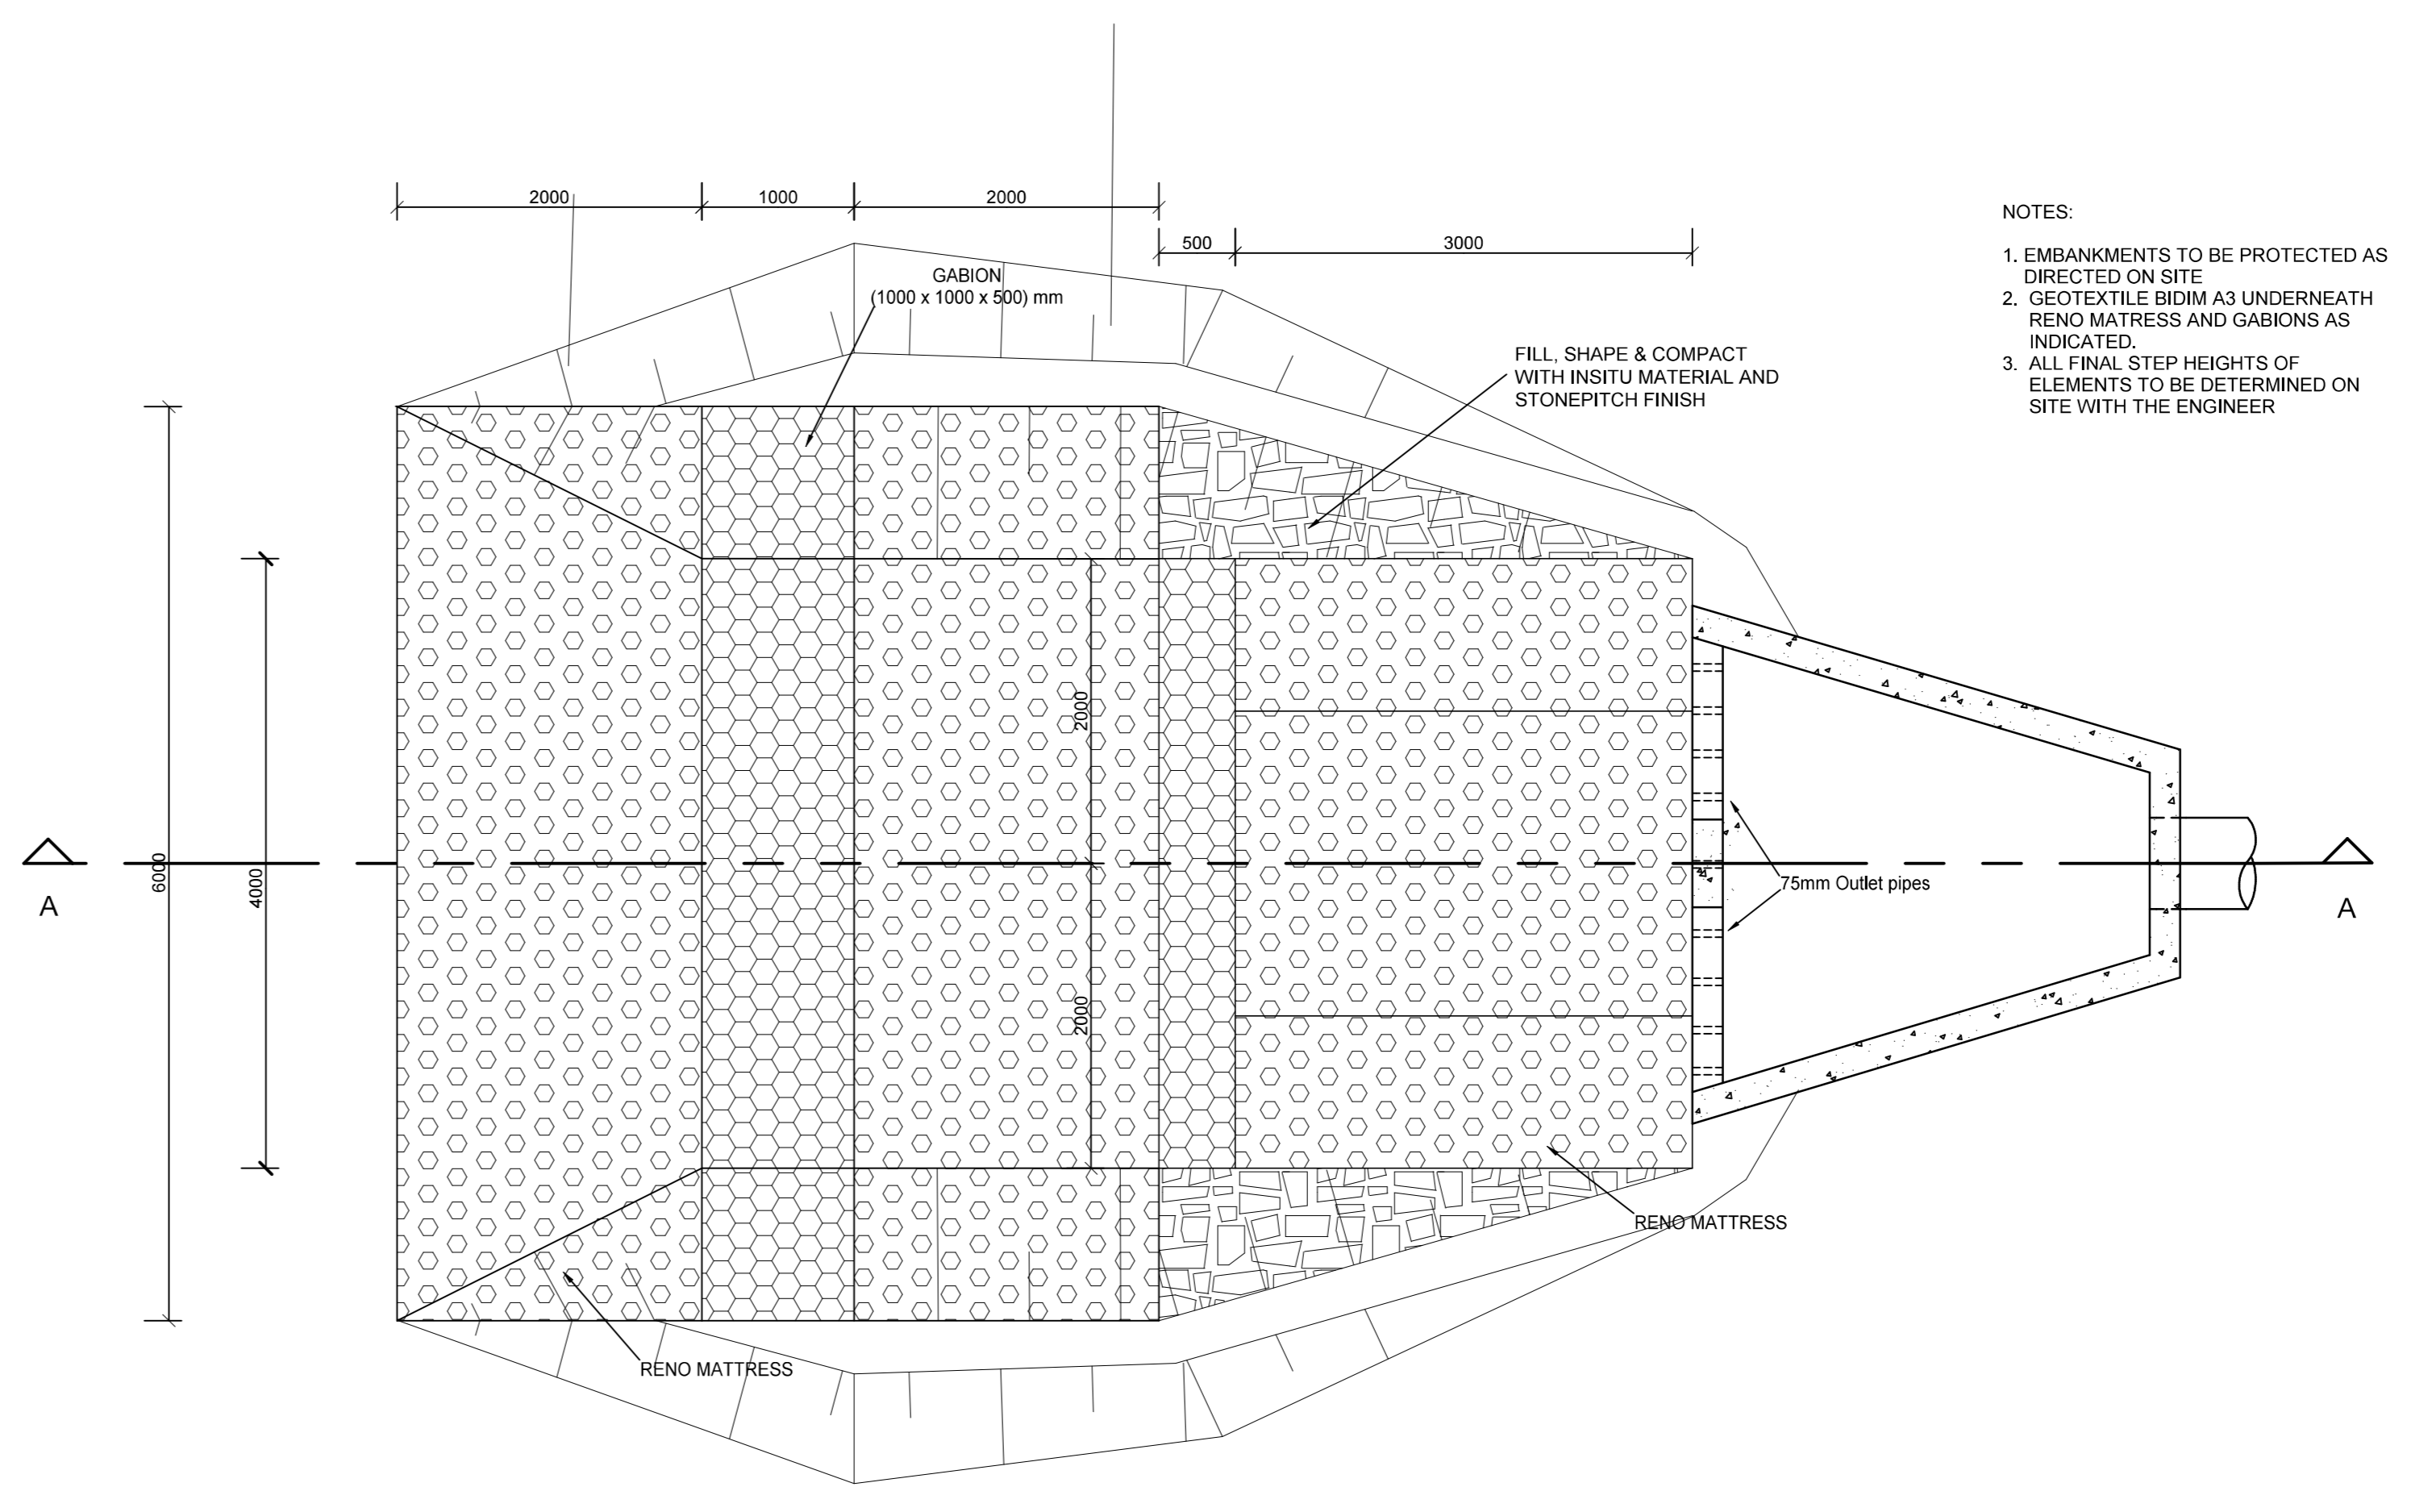 2000
1000
2000
NOTES:
500
3000
1. EMBANKMENTS TO BE PROTECTED AS
DIRECTED ON SITE
2. GEOTEXTILE BIDIM A3 UNDERNEATH
RENO MATRESS AND GABIONS AS
INDICATED.
3. ALL FINAL STEP HEIGHTS OF
ELEMENTS TO BE DETERMINED ON
SITE WITH THE ENGINEER
GABION
(1000 x 1000 x 500) mm
FILL, SHAPE & COMPACT
WITH INSITU MATERIAL AND
STONEPITCH FINISH
2000
6000
4000
A
75mm Outlet pipes
A
2000
RENO MATTRESS
RENO MATTRESS